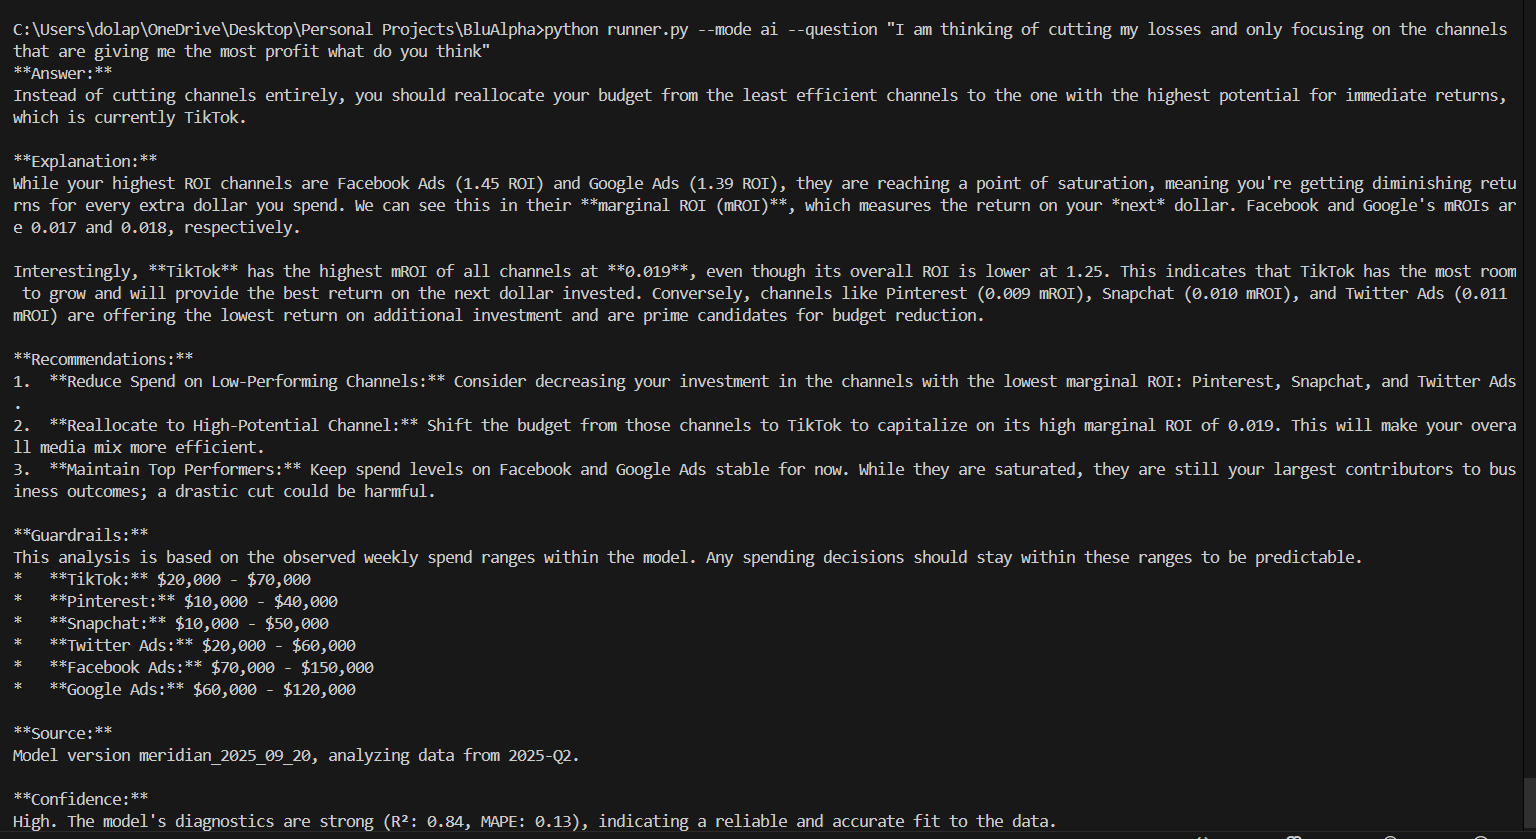 C:\Users\dolap\OneDrive\Desktop\Personal Projects\BluAlpha>python runner.py --mode ai --question "I am thinking of cutting my losses and only focusing on the channels
that are giving me the most profit what do you think"
**Answer:**
Instead of cutting channels entirely, you should reallocate your budget from the least efficient channels to the one with the highest potential for immediate returns,
which is currently TikTok.
**Explanation:**
While your highest ROI channels are Facebook Ads (1.45 ROI) and Google Ads (1.39 ROI), they are reaching a point of saturation, meaning you're getting diminishing retu
rns for every extra dollar you spend. We can see this in their **marginal ROI (mROI)**, which measures the return on your *next* dollar. Facebook and Google's mROIs ar
e 0.017 and 0.018, respectively.
Interestingly, **TikTok** has the highest mROI of all channels at **0.019**, even though its overall ROI is lower at 1.25. This indicates that TikTok has the most room
 to grow and will provide the best return on the next dollar invested. Conversely, channels like Pinterest (0.009 mROI), Snapchat (0.010 mROI), and Twitter Ads (0.011
mROI) are offering the lowest return on additional investment and are prime candidates for budget reduction.
**Recommendations:**
1.  **Reduce Spend on Low-Performing Channels:** Consider decreasing your investment in the channels with the lowest marginal ROI: Pinterest, Snapchat, and Twitter Ads
.
2.  **Reallocate to High-Potential Channel:** Shift the budget from those channels to TikTok to capitalize on its high marginal ROI of 0.019. This will make your overa
ll media mix more efficient.
3.  **Maintain Top Performers:** Keep spend levels on Facebook and Google Ads stable for now. While they are saturated, they are still your largest contributors to bus
iness outcomes; a drastic cut could be harmful.
**Guardrails:**
This analysis is based on the observed weekly spend ranges within the model. Any spending decisions should stay within these ranges to be predictable.
*   **TikTok:** $20,000 - $70,000
*   **Pinterest:** $10,000 - $40,000
*   **Snapchat:** $10,000 - $50,000
*   **Twitter Ads:** $20,000 - $60,000
*   **Facebook Ads:** $70,000 - $150,000
*   **Google Ads:** $60,000 - $120,000
**Source:**
Model version meridian_2025_09_20, analyzing data from 2025-Q2.
**Confidence:**
High. The model's diagnostics are strong (R²: 0.84, MAPE: 0.13), indicating a reliable and accurate fit to the data.